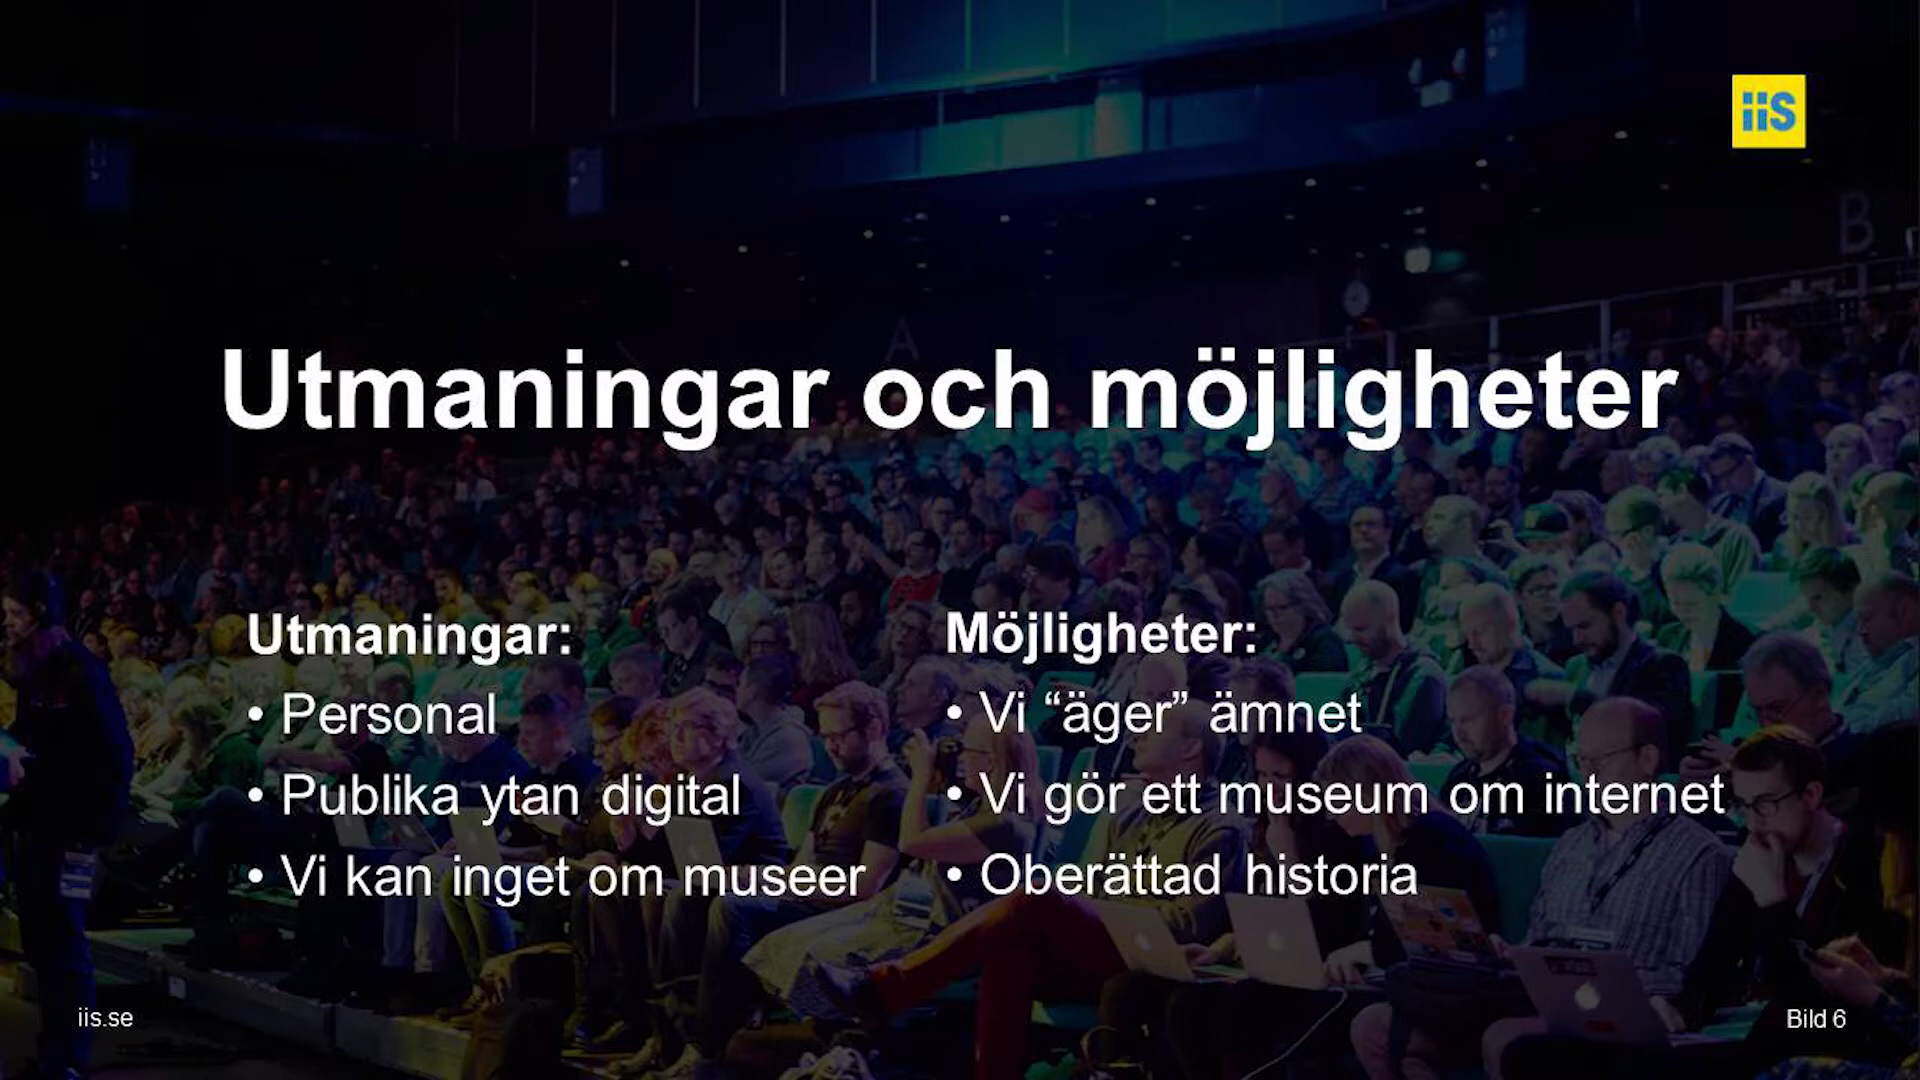 iiS
B
A
Utmaningar och möjligheter
Utmaningar:
• Personal
• Publika ytan digital
• Vi kan inget om museer
Möjligheter:
• Vi “äger” ämnet
• Vi gör ett museum om internet
• Oberättad historia
iis.se
Bild 6